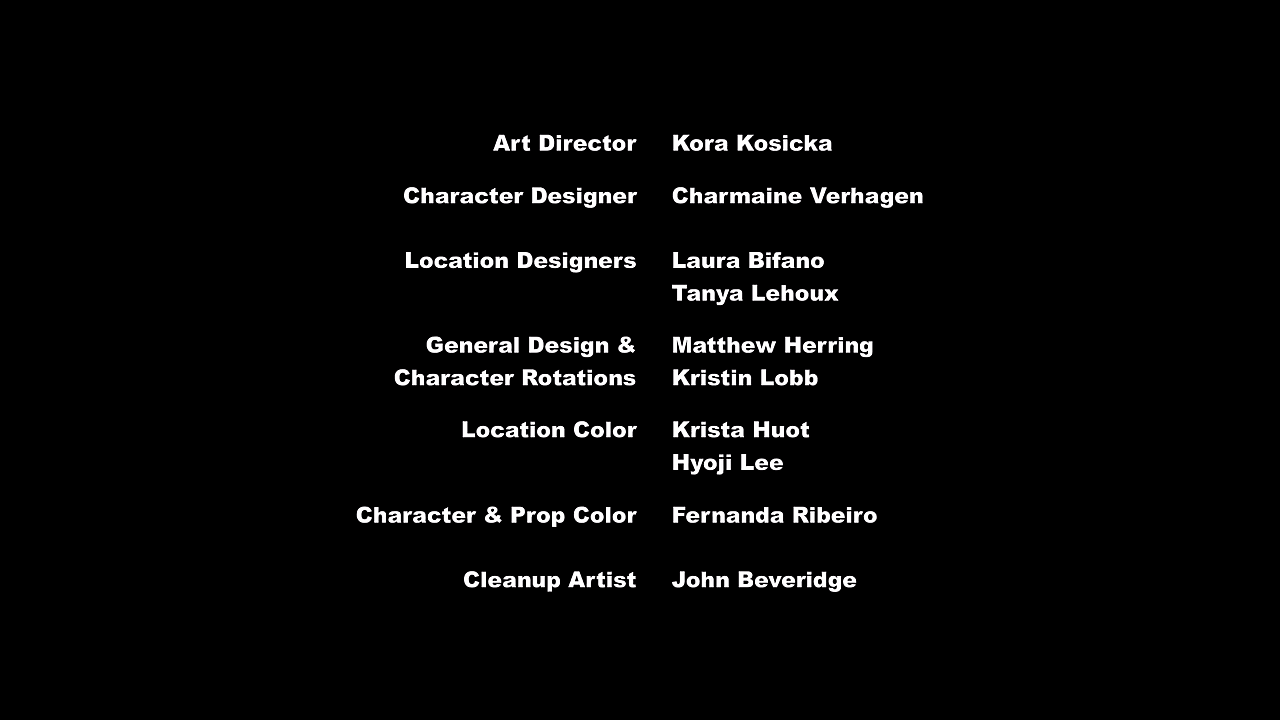 Art Director Kora Kosicka
Character Designer Charmaine Verhagen
Location Designers Laura Bifano
Tanya Lehoux
General Design & Matthew Herring
Character Rotations Kristin Lobb
Location Color Krista Huot
Hyoji Lee
Character & Prop Color Fernanda Ribeiro
Cleanup Artist John Beveridge